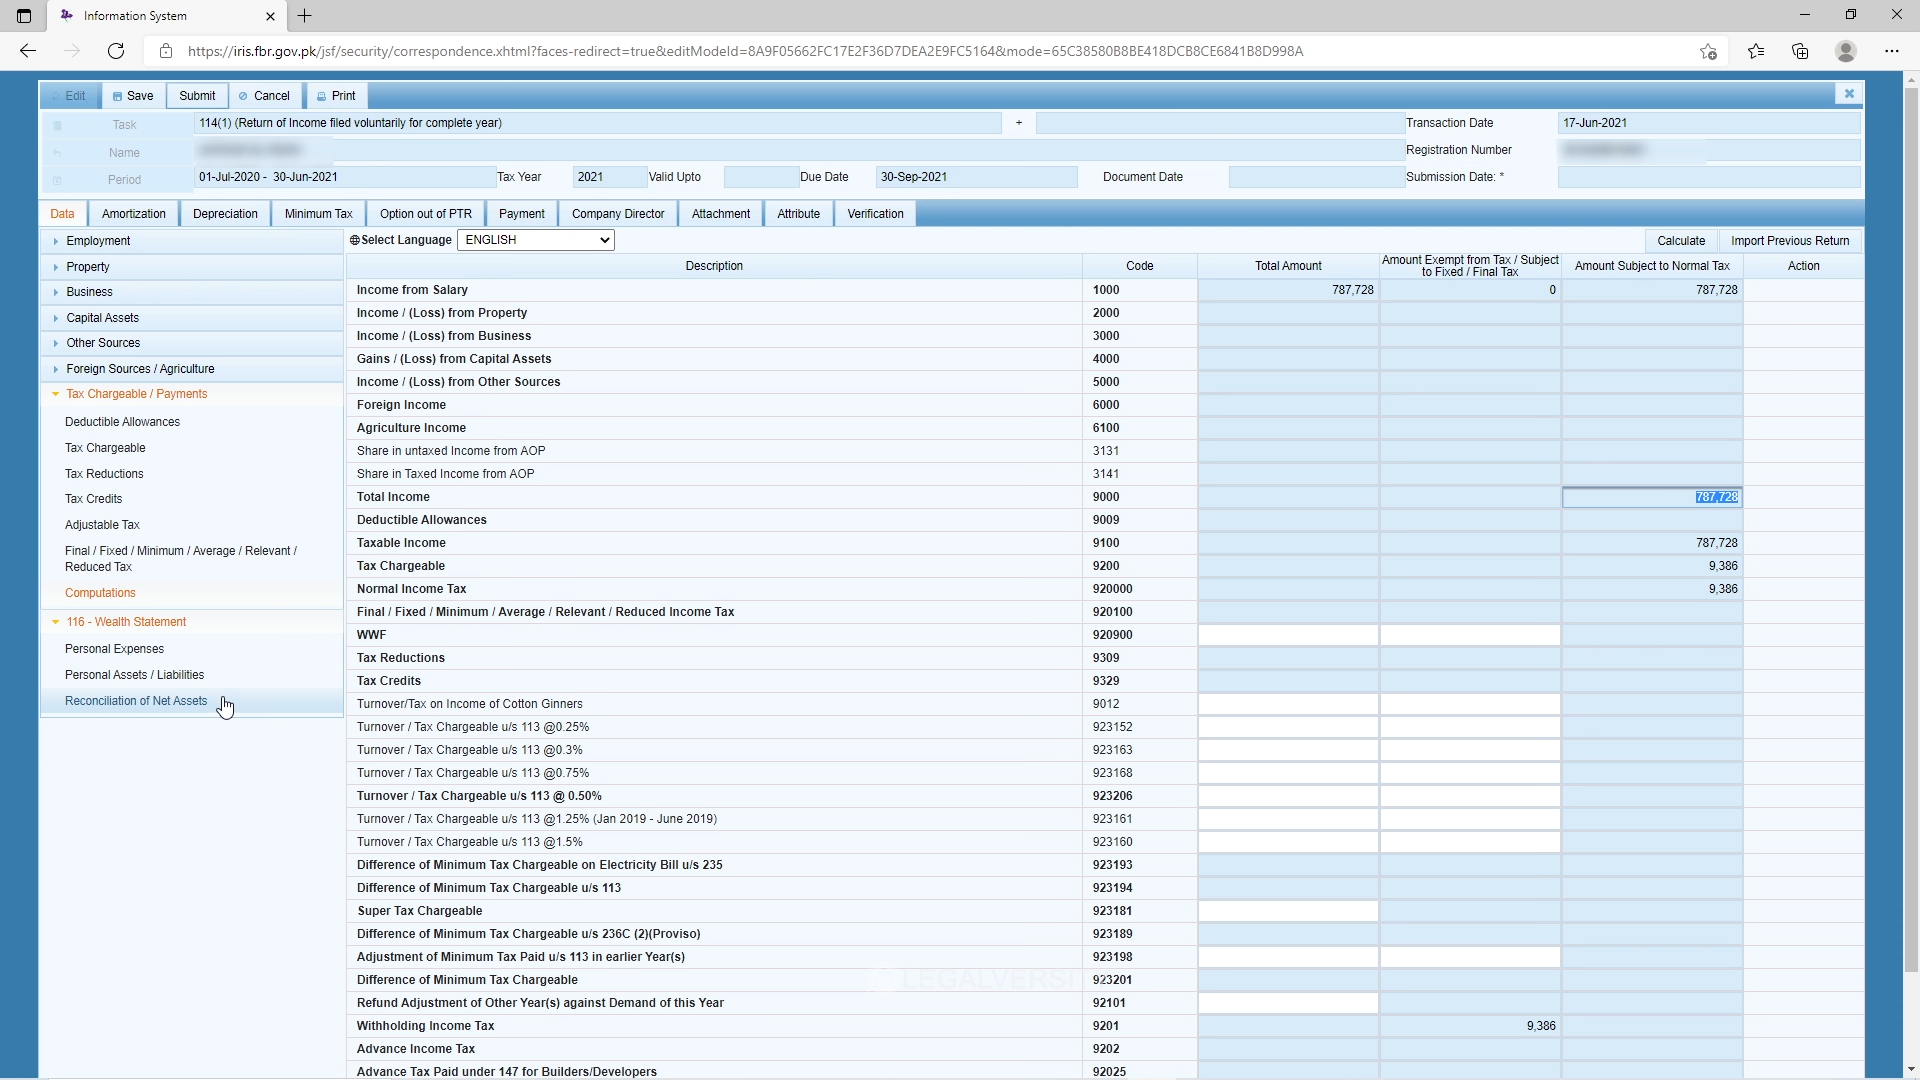 Information System
https://iris.fbr.gov.pk/jsf/security/correspondence.xhtml?faces-redirect=true&editModeId=8A9F05662FC17E2F36D7DEA2E9FC5164&mode=65C38580B8BE418DCB8CE6841B8D998A
Edit Save Submit Cancel Print
Task 114(1) (Return of Income filed voluntarily for complete year) + Transaction Date 17-Jun-2021
Name Registration Number
Period 01-Jul-2020 - 30-Jun-2021 Tax Year 2021 Valid Upto Due Date 30-Sep-2021 Document Date Submission Date: *
Data Amortization Depreciation Minimum Tax Option out of PTR Payment Company Director Attachment Attribute Verification
Employment
Property
Business
Capital Assets
Other Sources
Foreign Sources / Agriculture
Tax Chargeable / Payments
Deductible Allowances
Tax Chargeable
Tax Reductions
Tax Credits
Adjustable Tax
Final / Fixed / Minimum / Average / Relevant /
Reduced Tax
Computations
116 - Wealth Statement
Personal Expenses
Personal Assets / Liabilities
Reconciliation of Net Assets
Select Language ENGLISH Calculate Import Previous Return
Description Code Total Amount Amount Exempt from Tax / Subject to Fixed / Final Tax Amount Subject to Normal Tax Action
Income from Salary 1000 787,728 0 787,728
Income / (Loss) from Property 2000
Income / (Loss) from Business 3000
Gains / (Loss) from Capital Assets 4000
Income / (Loss) from Other Sources 5000
Foreign Income 6000
Agriculture Income 6100
Share in untaxed Income from AOP 3131
Share in Taxed Income from AOP 3141
Total Income 9000 787,728
Deductible Allowances 9009
Taxable Income 9100 787,728
Tax Chargeable 9200 9,386
Normal Income Tax 920000 9,386
Final / Fixed / Minimum / Average / Relevant / Reduced Income Tax 920100
WWF 920900
Tax Reductions 9309
Tax Credits 9329
Turnover/Tax on Income of Cotton Ginners 9012
Turnover / Tax Chargeable u/s 113 @0.25% 923152
Turnover / Tax Chargeable u/s 113 @0.3% 923163
Turnover / Tax Chargeable u/s 113 @0.75% 923168
Turnover / Tax Chargeable u/s 113 @ 0.50% 923206
Turnover / Tax Chargeable u/s 113 @1.25% (Jan 2019 - June 2019) 923161
Turnover / Tax Chargeable u/s 113 @1.5% 923160
Difference of Minimum Tax Chargeable on Electricity Bill u/s 235 923193
Difference of Minimum Tax Chargeable u/s 113 923194
Super Tax Chargeable 923181
Difference of Minimum Tax Chargeable u/s 236C (2)(Proviso) 923189
Adjustment of Minimum Tax Paid u/s 113 in earlier Year(s) 923198
Difference of Minimum Tax Chargeable 923201
Refund Adjustment of Other Year(s) against Demand of this Year 92101
Withholding Income Tax 9201 9,386
Advance Income Tax 9202
Advance Tax Paid under 147 for Builders/Developers 92025